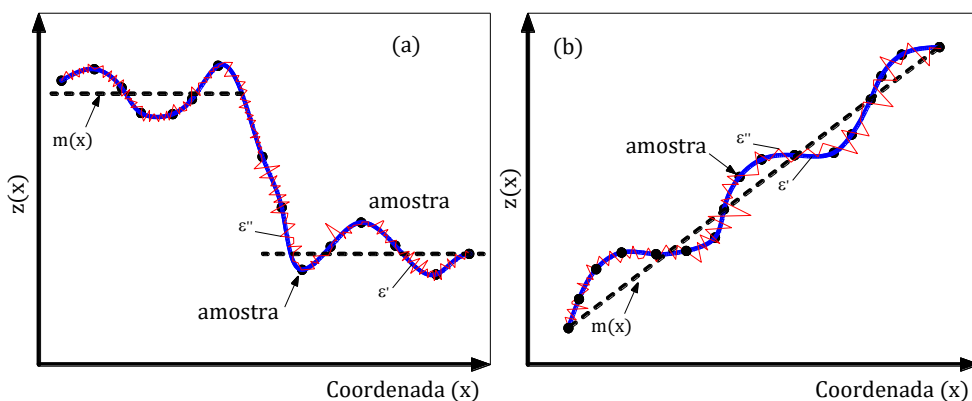 (a)
z(x)
m(x)
amostra
ε''
ε'
amostra
Coordenada (x)
(b)
z(x)
amostra
ε''
ε'
m(x)
Coordenada (x)